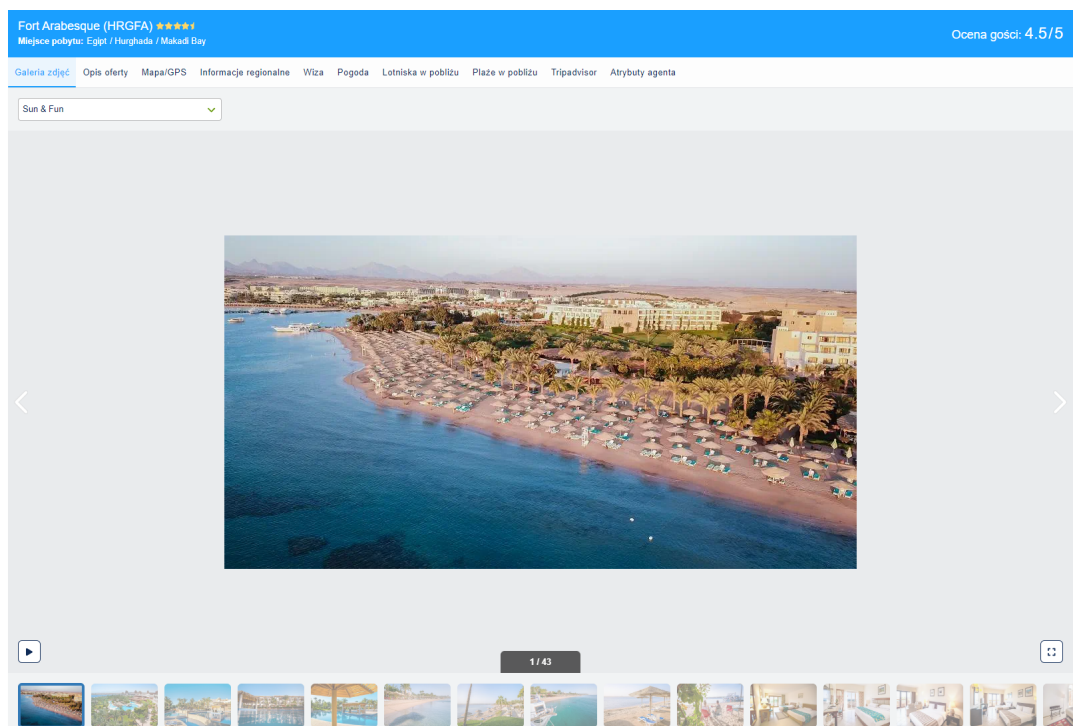 Fort Arabesque (HRGFA)
Miejsce pobytu: Egipt / Hurghada / Makadi Bay
Ocena gości: 4.5/5
Galeria zdjęć Opis oferty Mapa/GPS Informacje regionalne Wiza Pogoda Lotniska w pobliżu Plaże w pobliżu Tripadvisor Atrybuty agenta
Sun & Fun
1 / 43